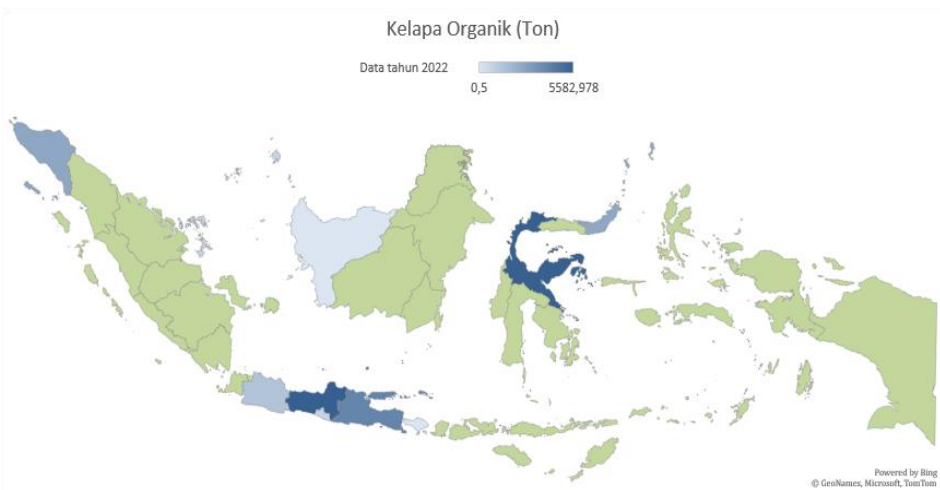 Kelapa Organik (Ton)
Data tahun 2022
0,5 5582,978
Powered by Bing
© GeoNames, Microsoft, TomTom